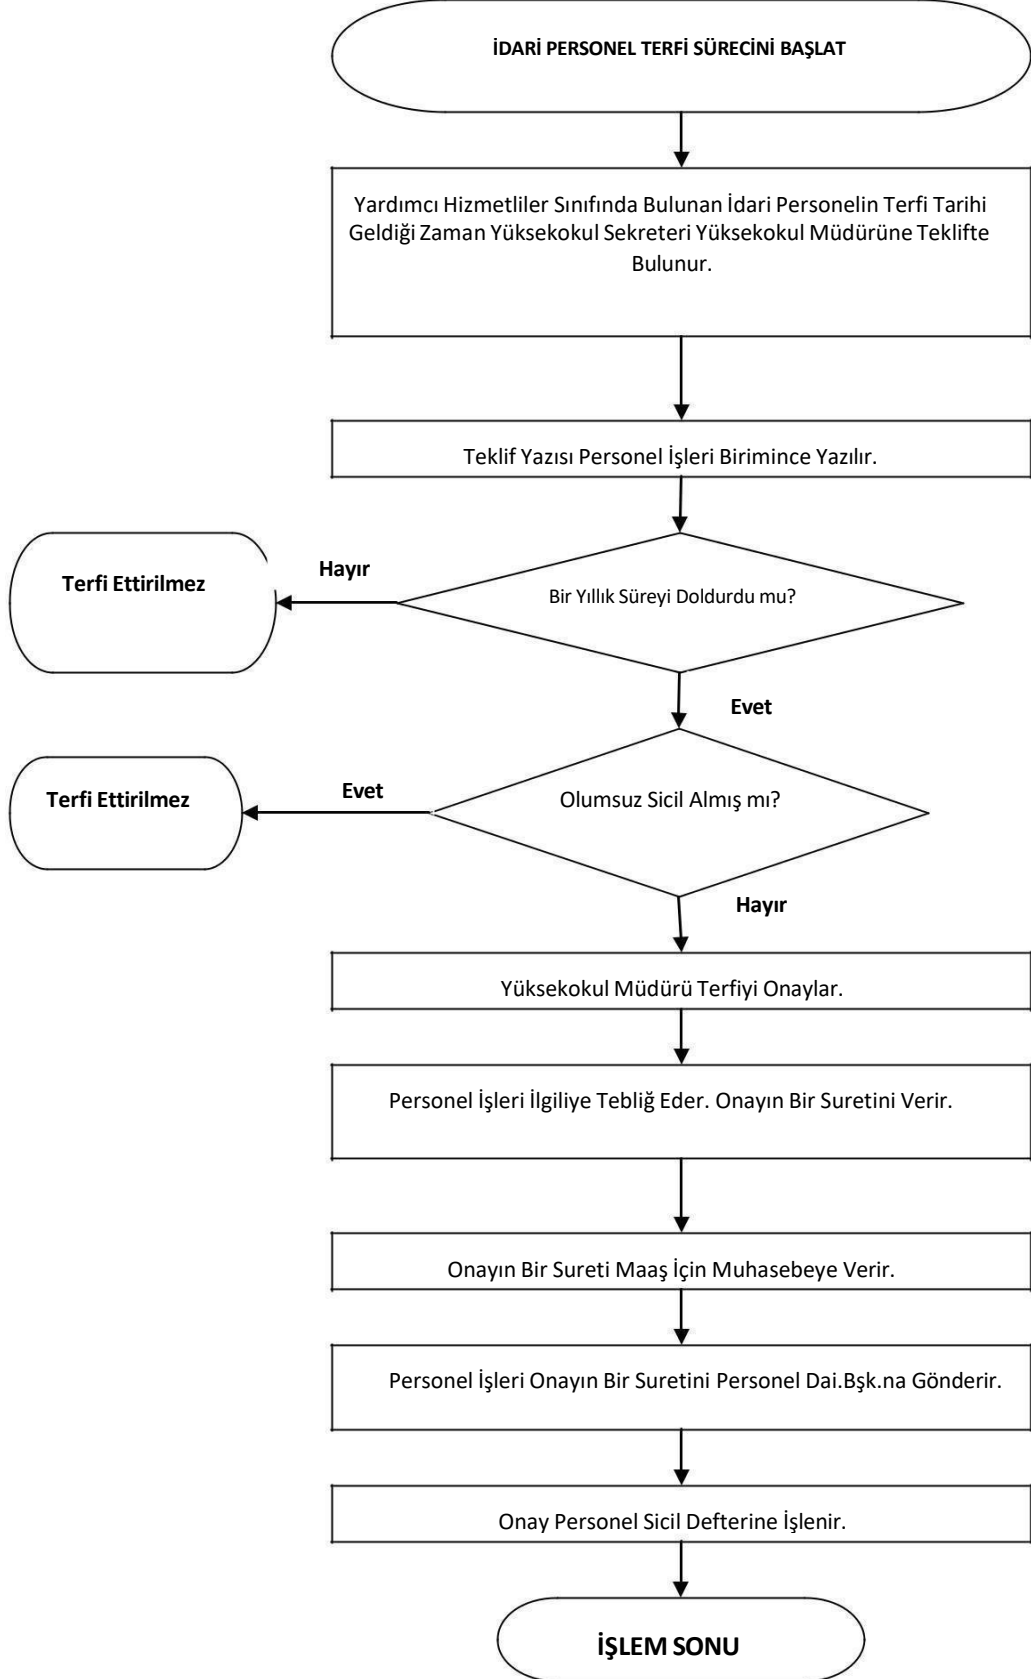 İDARİ PERSONEL TERFİ SÜRECİNİ BAŞLAT
Yardımcı Hizmetliler Sınıfında Bulunan İdari Personelin Terfi Tarihi
Geldiği Zaman Yüksekokul Sekreteri Yüksekokul Müdürüne Teklifte
Bulunur.
Teklif Yazısı Personel İşleri Birimince Yazılır.
Terfi Ettirilmez
Hayır
Bir Yıllık Süreyi Doldurdu mu?
Evet
Terfi Ettirilmez
Evet
Olumsuz Sicil Almış mı?
Hayır
Yüksekokul Müdürü Terfiyi Onaylar.
Personel İşleri İlgiliye Tebliğ Eder. Onayın Bir Suretini Verir.
Onayın Bir Sureti Maaş İçin Muhasebeye Verir.
Personel İşleri Onayın Bir Suretini Personel Dai.Bşk.na Gönderir.
Onay Personel Sicil Defterine İşlenir.
İŞLEM SONU